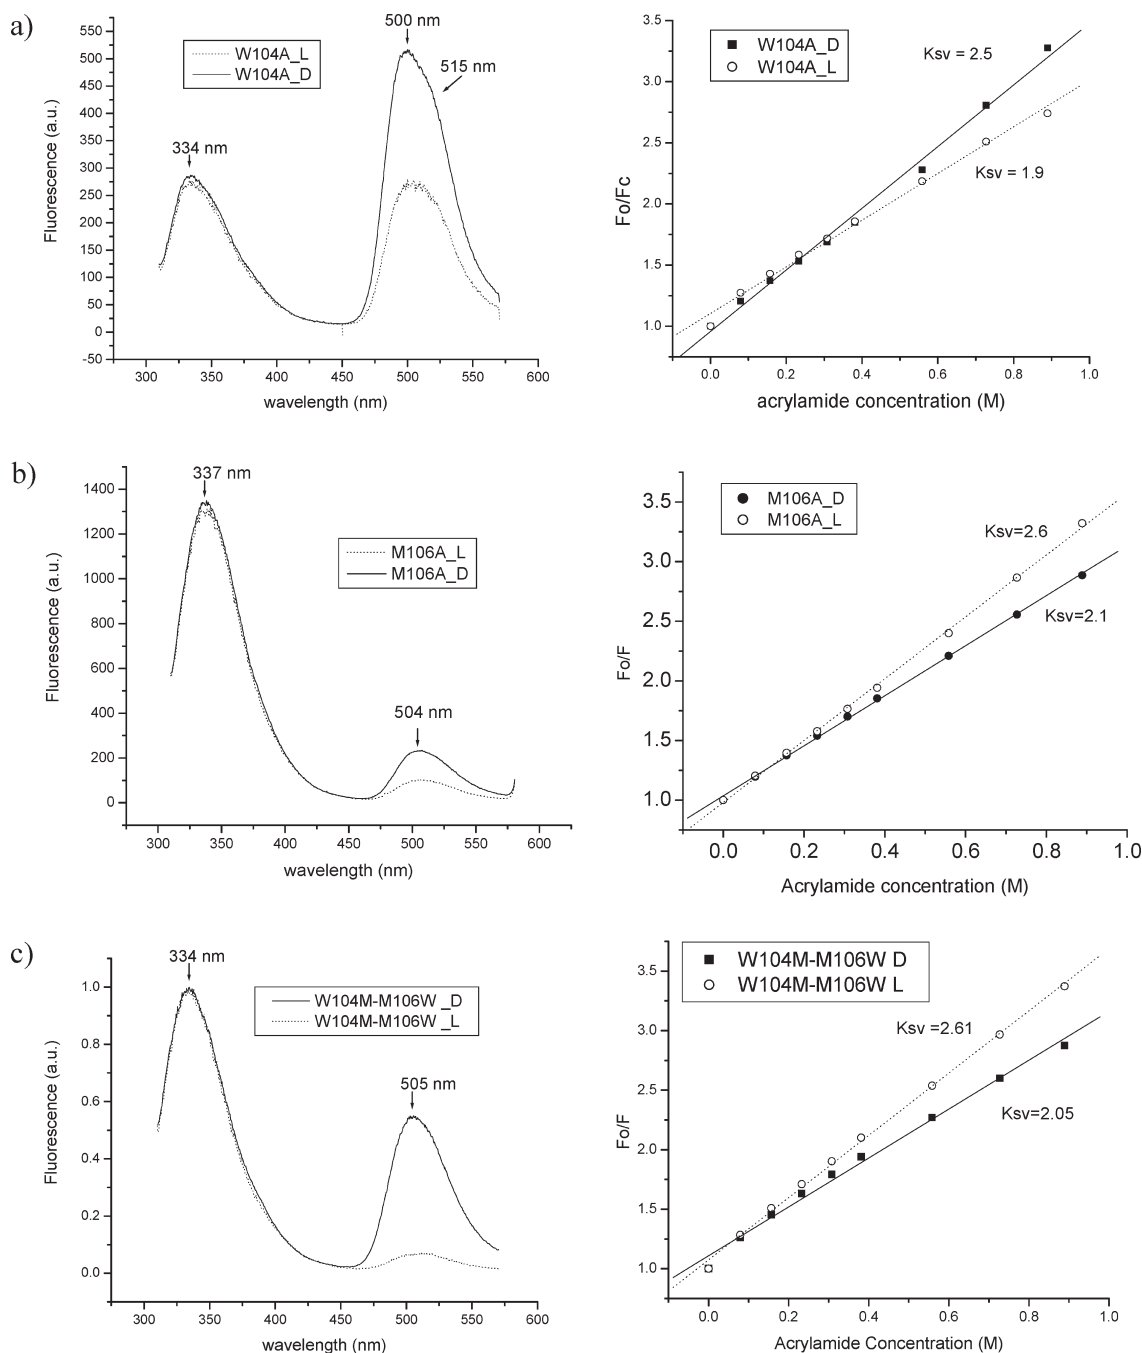 a)
500 nm
515 nm
334 nm
W104A_L
W104A_D
Fluorescence (a.u.)
550
500
450
400
350
300
250
200
150
100
50
0
-50
300 350 400 450 500 550 600
wavelength (nm)
W104A_D
W104A_L
Ksv = 2.5
Ksv = 1.9
Fo/Fc
3.5
3.0
2.5
2.0
1.5
1.0
0.0 0.2 0.4 0.6 0.8 1.0
acrylamide concentration (M)
b)
337 nm
504 nm
M106A_L
M106A_D
Fluorescence (a.u.)
1400
1200
1000
800
600
400
200
0
300 350 400 450 500 550 600
wavelength (nm)
M106A_D
M106A_L
Ksv=2.6
Ksv=2.1
Fo/F
3.5
3.0
2.5
2.0
1.5
1.0
0.0 0.2 0.4 0.6 0.8 1.0
Acrylamide concentration (M)
c)
334 nm
505 nm
W104M-M106W _D
W104M-M106W _L
Fluorescence (a.u.)
1.0
0.8
0.6
0.4
0.2
0.0
300 350 400 450 500 550 600
wavelength (nm)
W104M-M106W D
W104M-M106W L
Ksv =2.61
Ksv=2.05
Fo/F
3.5
3.0
2.5
2.0
1.5
1.0
0.0 0.2 0.4 0.6 0.8 1.0
Acrylamide Concentration (M)